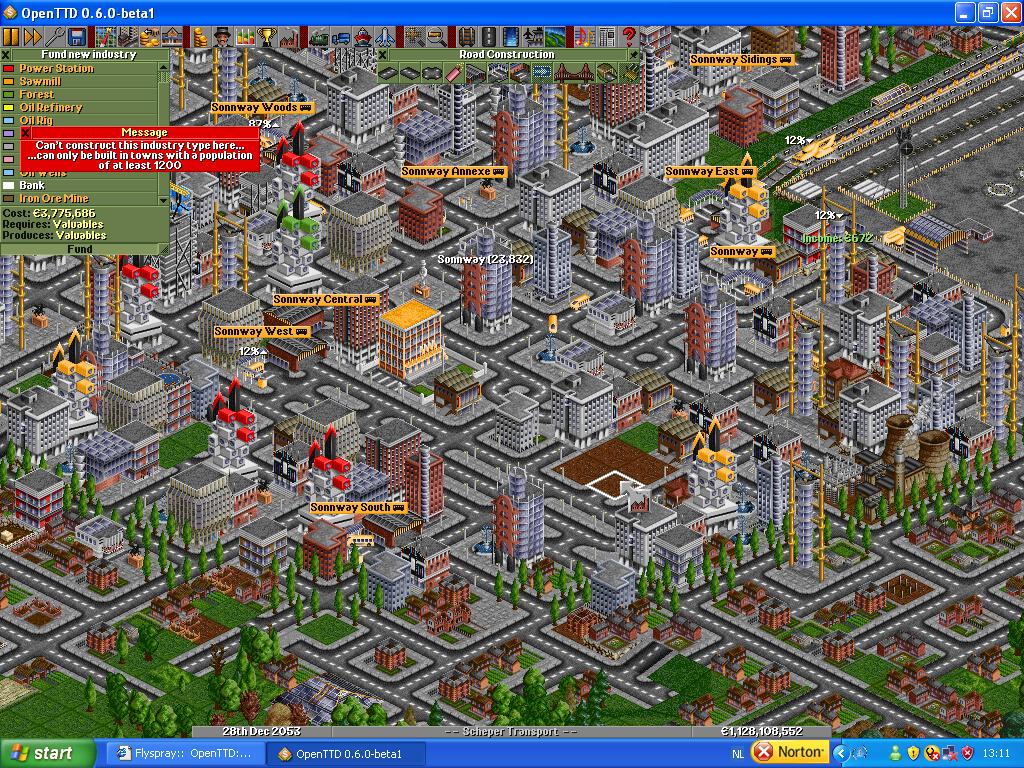 OpenTTD 0.6.0-beta1
Fund new industry
Power Station
Sawmill
Forest
Oil Refinery
Oil Rig
Message
Can't construct this industry type here...
...can only be built in towns with a population
of at least 1200
Oil Wells
Bank
Iron Ore Mine
Cost: €3,775,686
Requires: Valuables
Produces: Valuables
Fund
Road Construction
Sonnway Sidings
Sonnway Woods
87%
12%
Sonnway Annexe
Sonnway East
12%
Income: €672
Sonnway
Sonnway (23,832)
Sonnway Central
Sonnway West
12%
Sonnway South
28th Dec 2053
-- Scheper Transport --
€1,128,108,552
start
Flyspray:: OpenTTD:...
OpenTTD 0.6.0-beta1
NL
Norton
13:11